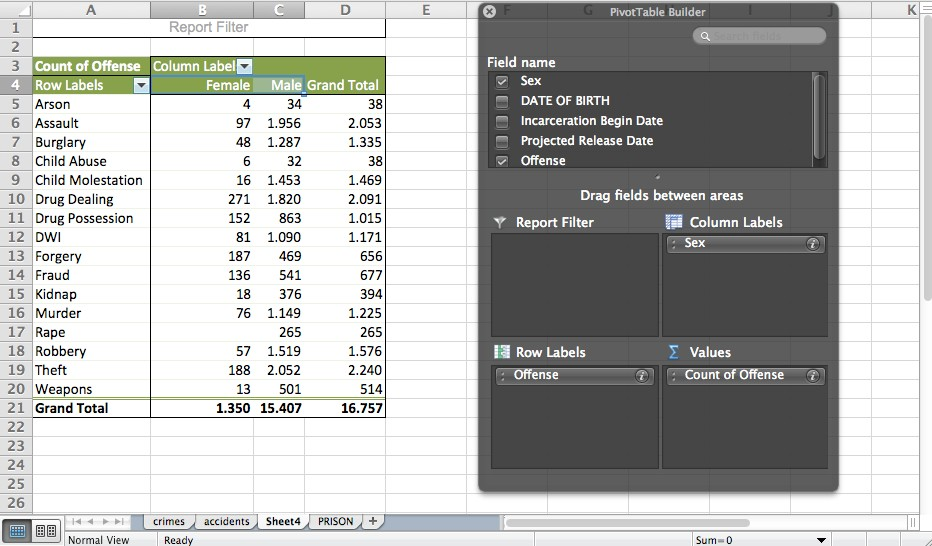 A B C D E F G H I J K
PivotTable Builder
Search fields
1 Report Filter
2
3 Count of Offense Column Label
4 Row Labels Female Male Grand Total
5 Arson 4 34 38
6 Assault 97 1.956 2.053
7 Burglary 48 1.287 1.335
8 Child Abuse 6 32 38
9 Child Molestation 16 1.453 1.469
10 Drug Dealing 271 1.820 2.091
11 Drug Possession 152 863 1.015
12 DWI 81 1.090 1.171
13 Forgery 187 469 656
14 Fraud 136 541 677
15 Kidnap 18 376 394
16 Murder 76 1.149 1.225
17 Rape 265 265
18 Robbery 57 1.519 1.576
19 Theft 188 2.052 2.240
20 Weapons 13 501 514
21 Grand Total 1.350 15.407 16.757
22
23
24
25
26
Field name
Sex
DATE OF BIRTH
Incarceration Begin Date
Projected Release Date
Offense
Drag fields between areas
Report Filter
Column Labels
Sex
Row Labels
Offense
Values
Count of Offense
crimes accidents Sheet4 PRISON +
Normal View Ready Sum=0